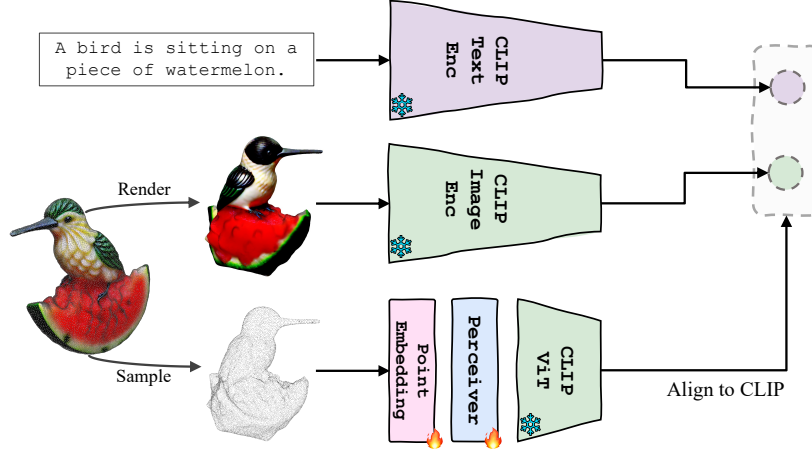 A bird is sitting on a
piece of watermelon.
CLIP
Text
Enc
Render
CLIP
Image
Enc
Sample
Point
Embedding
Perceiver
CLIP
ViT
Align to CLIP